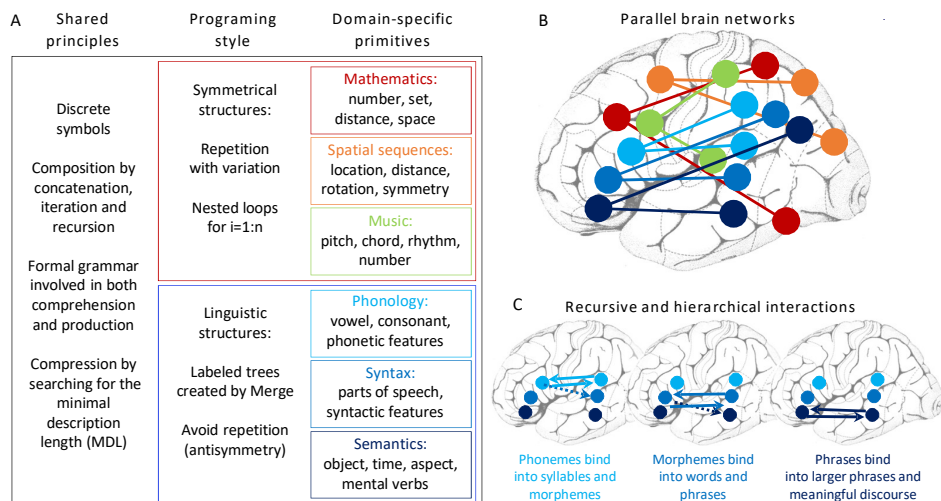 A
Shared
principles
Programing
style
Domain-specific
primitives
Discrete
symbols
Composition by
concatenation,
iteration and
recursion
Formal grammar
involved in both
comprehension
and production
Compression by
searching for the
minimal
description
length (MDL)
Symmetrical
structures:
Repetition
with variation
Nested loops
for i=1:n
Mathematics:
number, set,
distance, space
Spatial sequences:
location, distance,
rotation, symmetry
Music:
pitch, chord, rhythm,
number
Linguistic
structures:
Labeled trees
created by Merge
Avoid repetition
(antisymmetry)
Phonology:
vowel, consonant,
phonetic features
Syntax:
parts of speech,
syntactic features
Semantics:
object, time, aspect,
mental verbs
B
Parallel brain networks
C
Recursive and hierarchical interactions
Phonemes bind
into syllables and
morphemes
Morphemes bind
into words and
phrases
Phrases bind
into larger phrases and
meaningful discourse